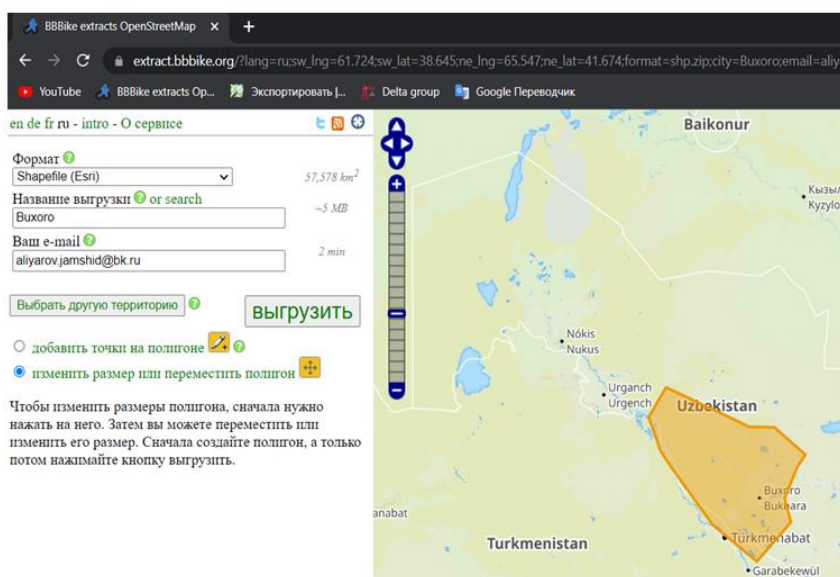 BBBike extracts OpenStreetMap
extract.bbbike.org/?lang=ru;sw_lng=61.724;sw_lat=38.645;ne_lng=65.547;ne_lat=41.674;format=shp.zip;city=Buxoro;email=aliy
YouTube BBBike extracts Op... Экспортировать |... Delta group Google Переводчик
en de fr ru - intro - О сервисе
Формат
Shapefile (Esri)
57,578 km2
Название выгрузки or search
~5 MB
Buxoro
Ваш e-mail
2 min
aliyarov.jamshid@bk.ru
Выбрать другую территорию
выгрузить
добавить точки на полигоне
изменить размер или переместить полигон
Чтобы изменить размеры полигона, сначала нужно
нажать на него. Затем вы можете переместить или
изменить его размер. Сначала создайте полигон, а только
потом нажимайте кнопку выгрузить.
Baikonur
Кызыл
Kyzylo
Nókis
Nukus
Urganch
Urgench
Uzbekistan
Buxoro
Bukhara
anabat
Turkmenistan
Türkmenabat
Garabekewül